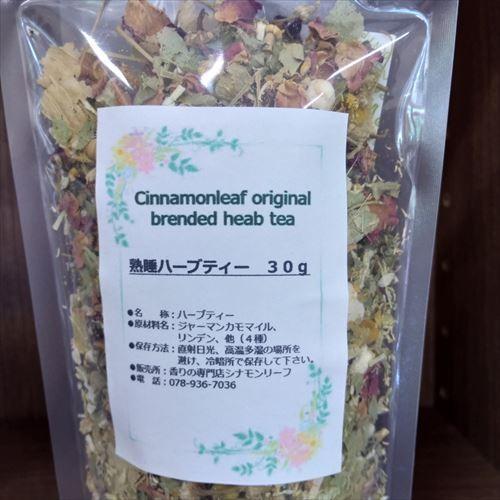 Cinnamonleaf original
brended heab tea
熟睡ハーブティー　３０ｇ
●名　　称：ハーブティー
●原材料名：ジャーマンカモマイル、
リンデン、他（４種）
●保存方法：直射日光、高温多湿の場所を
避け、冷暗所で保存して下さい。
●販売所：香りの専門店シナモンリーフ
●電　話：078-936-7036